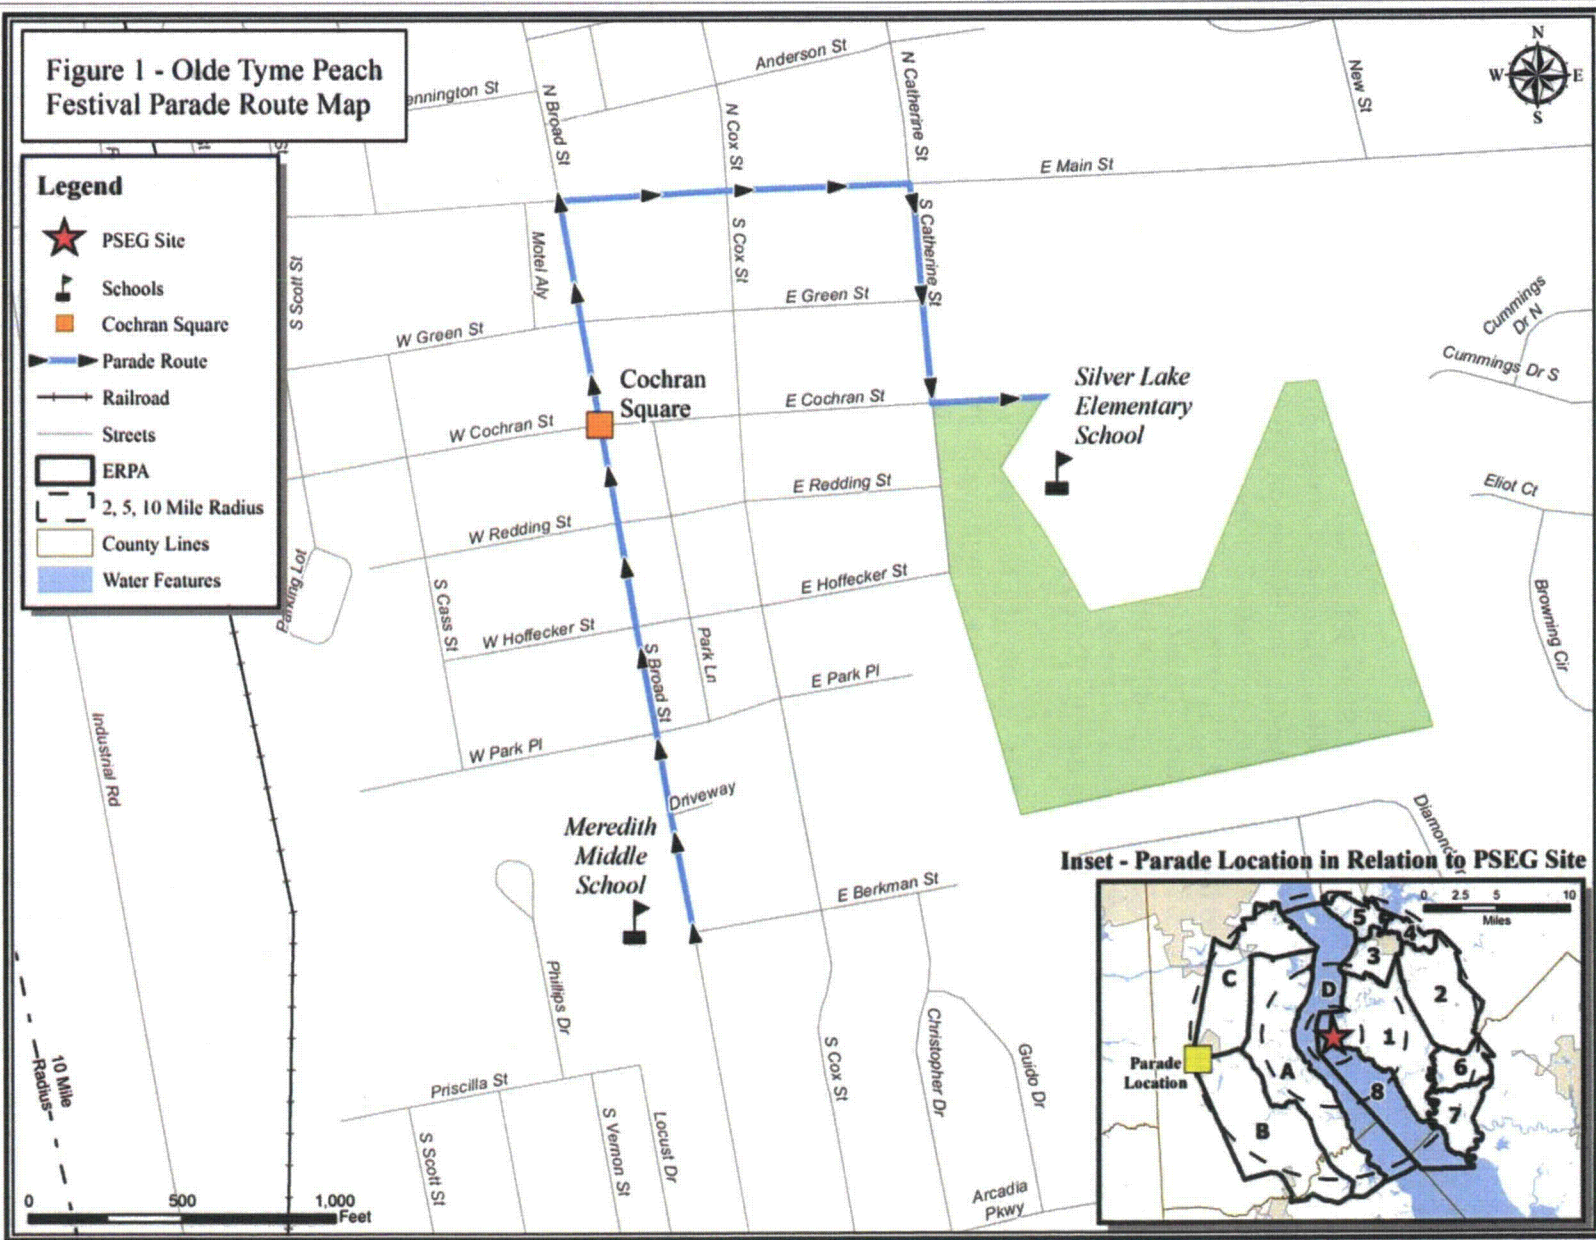 Figure 1 - Olde Tyme Peach
Festival Parade Route Map
Legend
PSEG Site
Schools
Cochran Square
Parade Route
Railroad
Streets
ERPA
2, 5, 10 Mile Radius
County Lines
Water Features
ennington St
N Broad St
Anderson St
N Cox St
N Catherine St
New St
N
W
E
S
E Main St
S Scott St
Motel Aly
S Cox St
S Catherine St
E Green St
W Green St
Cummings
Dr N
Cummings Dr S
Cochran
Square
E Cochran St
W Cochran St
Silver Lake
Elementary
School
E Redding St
W Redding St
Eliot Ct
Parking Lot
S Cass St
E Hoffecker St
W Hoffecker St
Browning Cir
S Broad St
Park Ln
E Park Pl
W Park Pl
Industrial Rd
Driveway
Meredith
Middle
School
E Berkman St
Phillips Dr
Christopher Dr
Guido Dr
S Cox St
10 Mile
Radius
Priscilla St
S Scott St
S Vernon St
Locust Dr
Arcadia
Pkwy
0
500
1,000
Feet
Inset - Parade Location in Relation to PSEG Site
0
2.5
5
10
Miles
5
4
3
C
D
2
1
Parade
Location
A
6
8
7
B